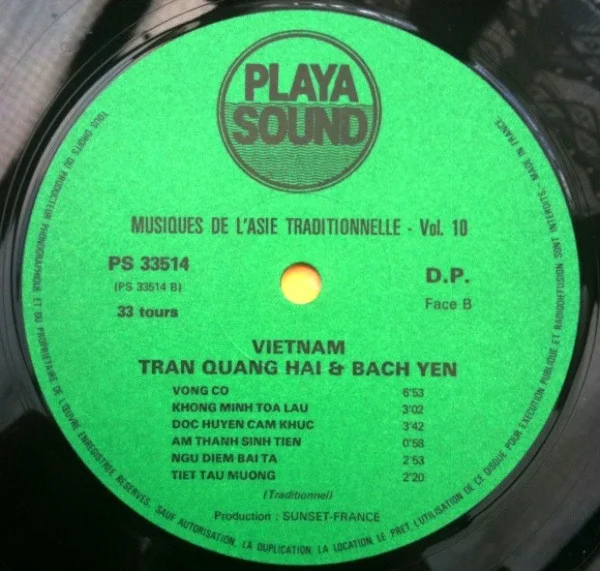 PLAYA
SOUND
MUSIQUES DE L'ASIE TRADITIONNELLE - Vol. 10
PS 33514
(PS 33514 B)
33 tours
D.P.
Face B
VIETNAM
TRAN QUANG HAI & BACH YEN
VONG CO 6'53
KHONG MINH TOA LAU 3'02
DOC HUYEN CAM KHUC 3'42
AM THANH SINH TIEN 0'58
NGU DIEM BAI TA 2'53
TIET TAU MUONG 2'20
(Traditionnel)
Production : SUNSET-FRANCE
TOUS DROITS DU PRODUCTEUR PHONOGRAPHIQUE ET DU PROPRIETAIRE DE L'ŒUVRE ENREGISTREE RESERVES. SAUF AUTORISATION, LA DUPLICATION, LA LOCATION, LE PRET, L'UTILISATION DE CE DISQUE POUR EXECUTION PUBLIQUE ET RADIODIFFUSION SONT INTERDITS - MADE IN FRANCE